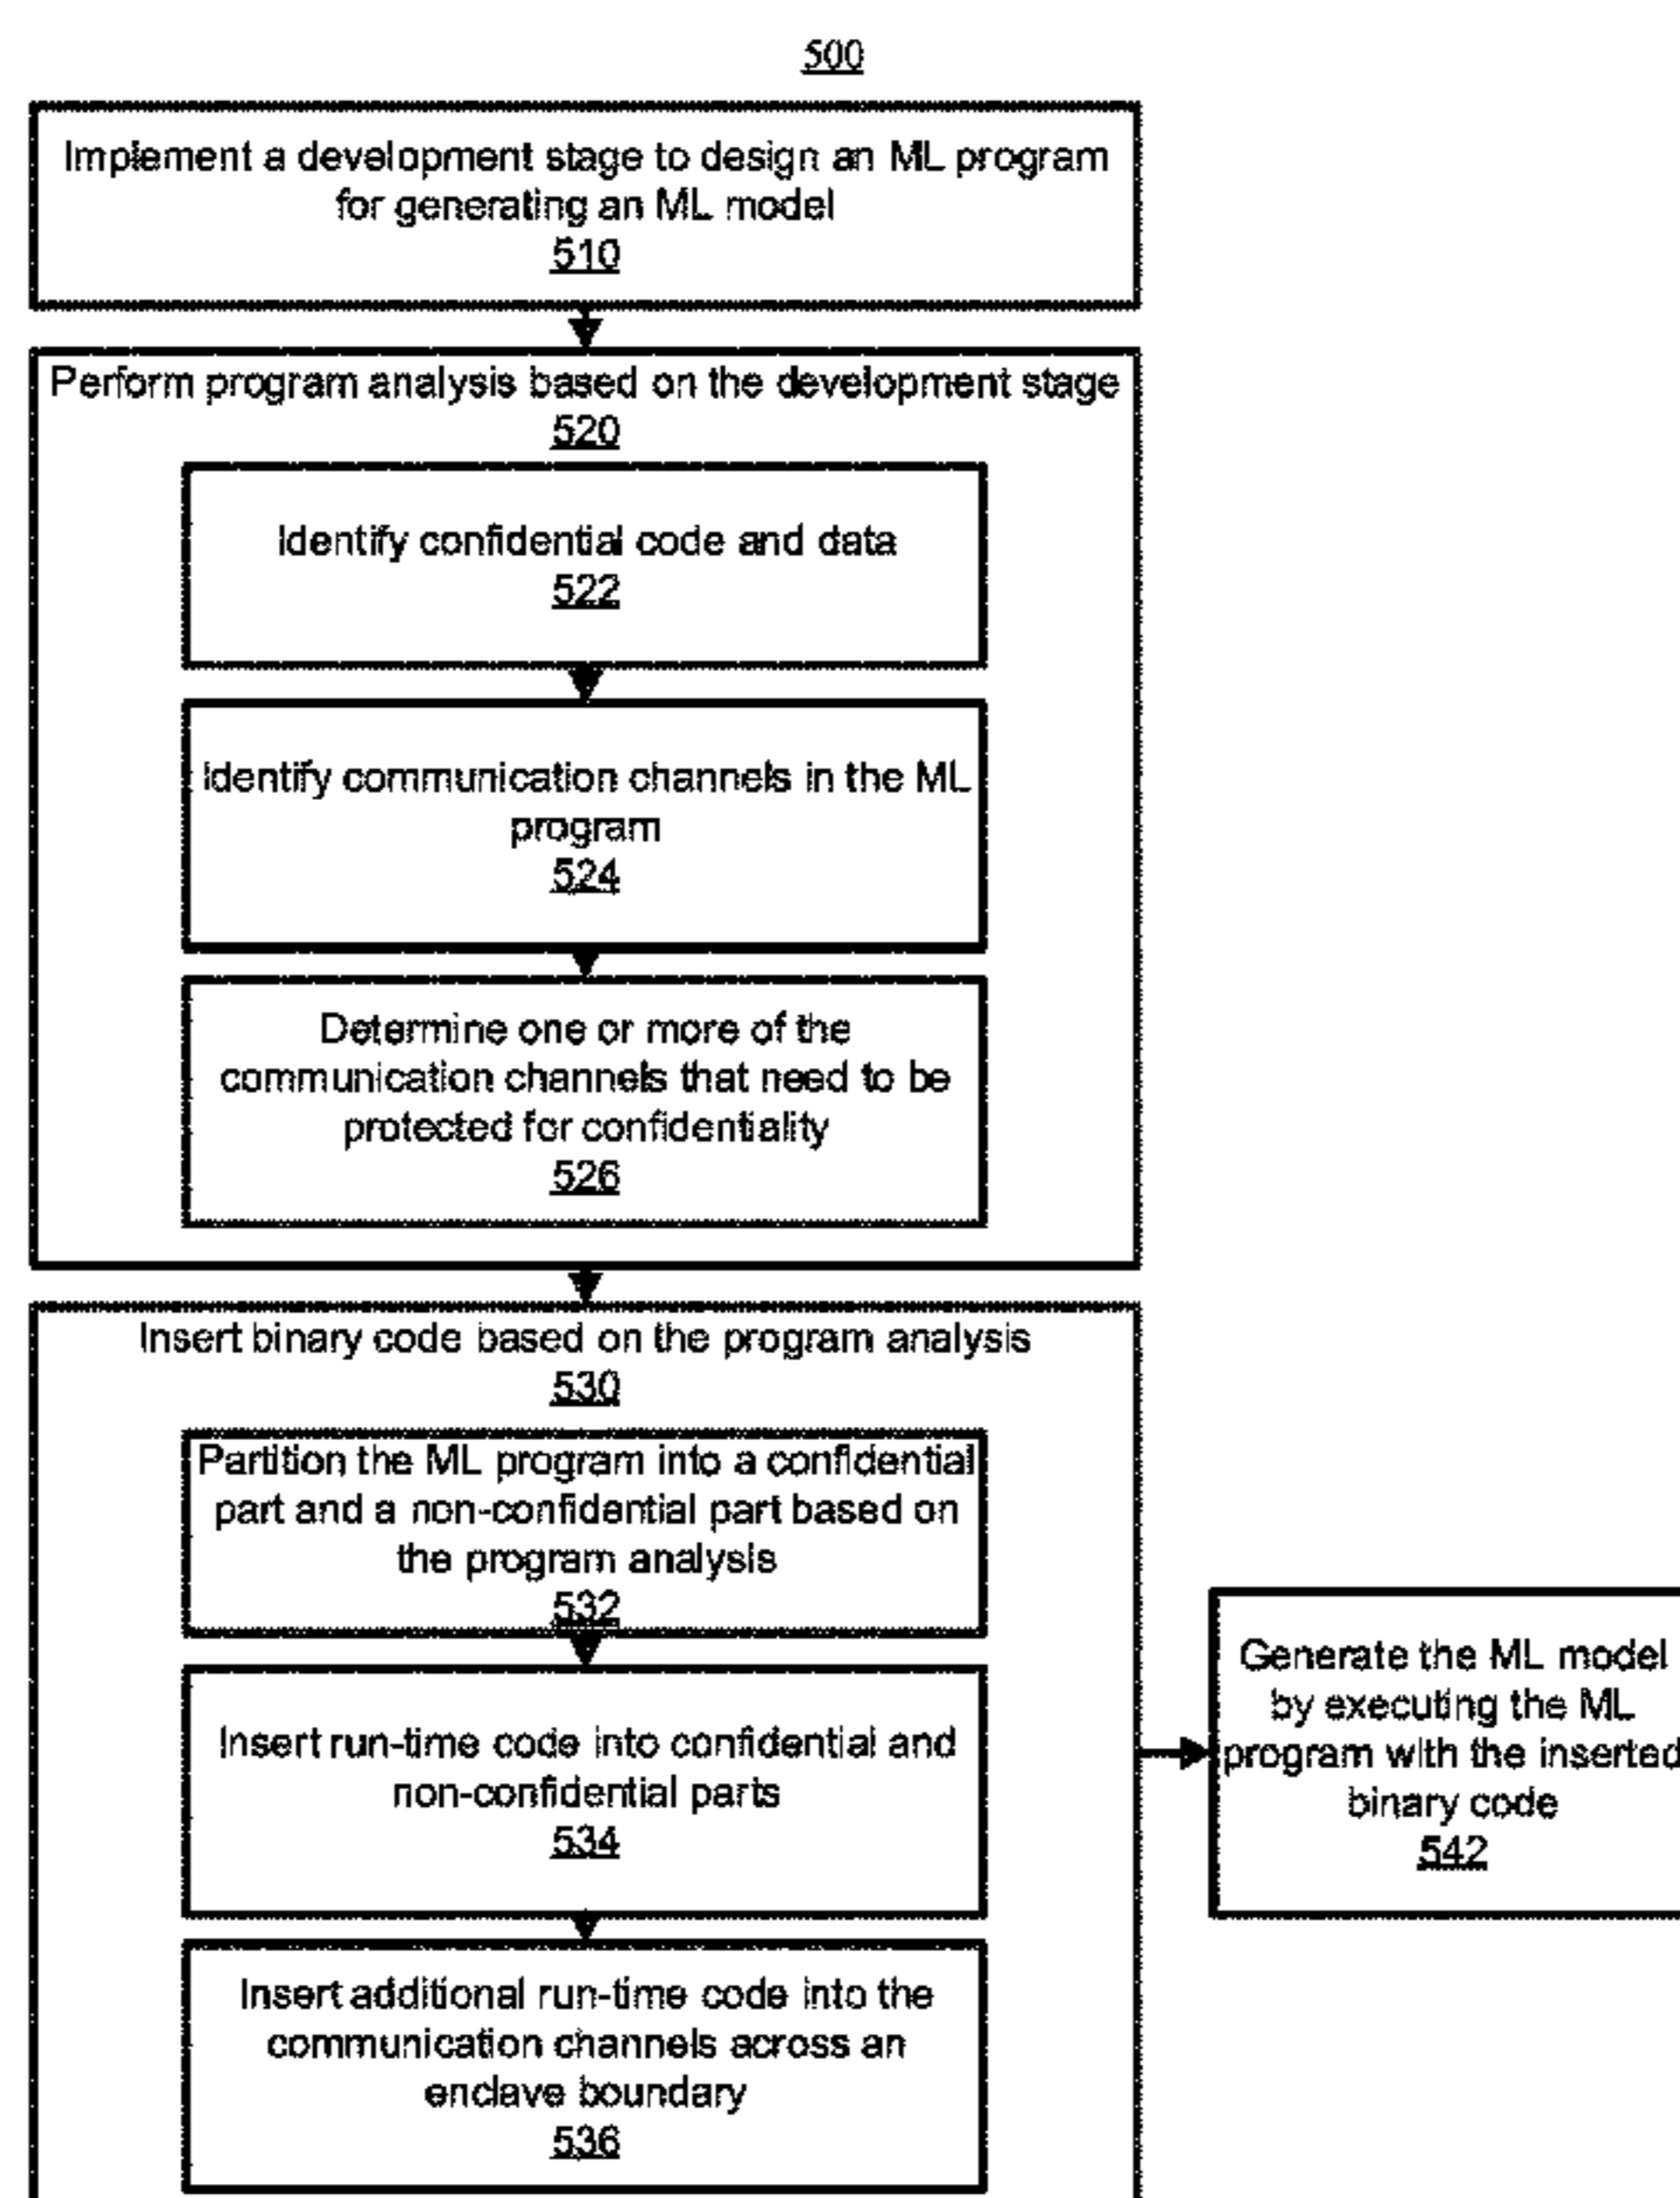 500
Implement a development stage to design an ML program
for generating an ML model
510
Perform program analysis based on the development stage
520
Identify confidential code and data
522
Identify communication channels in the ML
program
524
Determine one or more of the
communication channels that need to be
protected for confidentiality
526
Insert binary code based on the program analysis
530
Partition the ML program into a confidential
part and a non-confidential part based on
the program analysis
532
Insert run-time code into confidential and
non-confidential parts
534
Insert additional run-time code into the
communication channels across an
enclave boundary
536
Generate the ML model
by executing the ML
program with the inserted
binary code
542